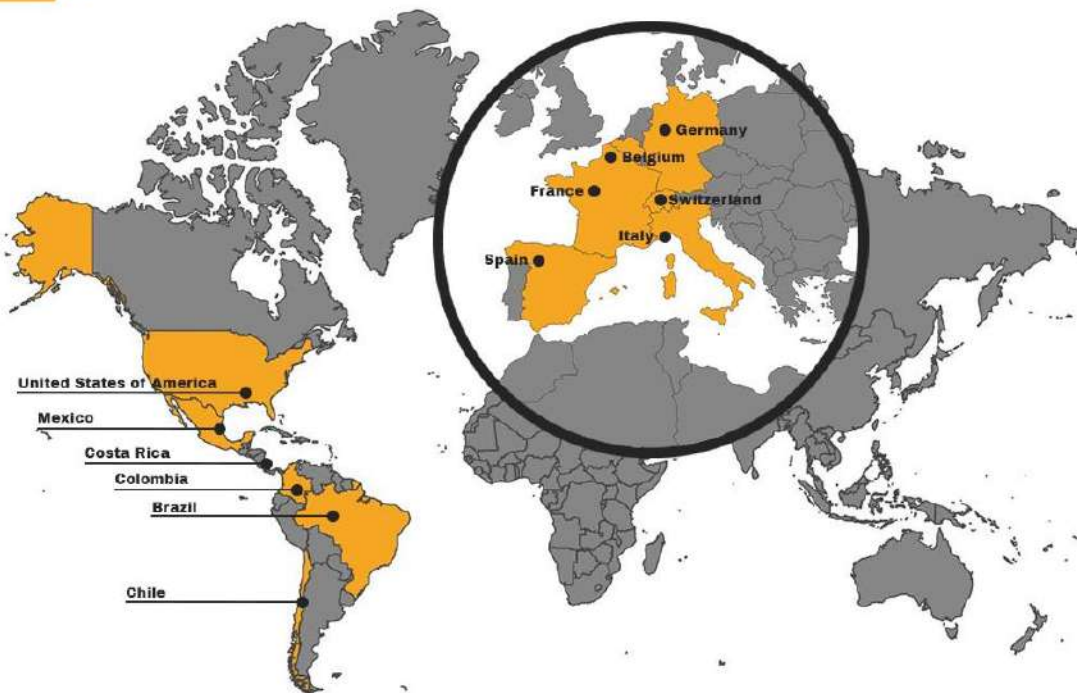 Germany
Belgium
France
Switzerland
Italy
Spain
United States of America
Mexico
Costa Rica
Colombia
Brazil
Chile